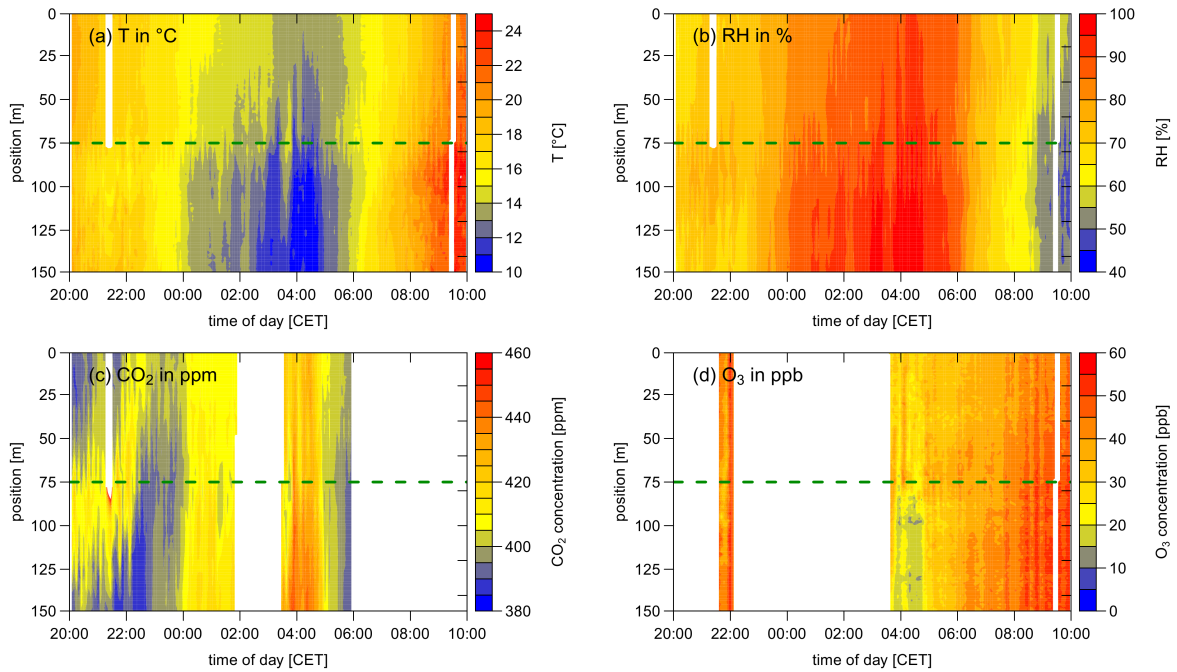 (a) T in °C
0
25
50
75
100
125
150
position [m]
20:00 22:00 00:00 02:00 04:00 06:00 08:00 10:00
time of day [CET]
24
22
20
18
16
14
12
10
T [°C]
(b) RH in %
0
25
50
75
100
125
150
position [m]
20:00 22:00 00:00 02:00 04:00 06:00 08:00 10:00
time of day [CET]
100
90
80
70
60
50
40
RH [%]
(c) CO₂ in ppm
0
25
50
75
100
125
150
position [m]
20:00 22:00 00:00 02:00 04:00 06:00 08:00 10:00
time of day [CET]
460
440
420
400
380
CO₂ concentration [ppm]
(d) O₃ in ppb
0
25
50
75
100
125
150
position [m]
20:00 22:00 00:00 02:00 04:00 06:00 08:00 10:00
time of day [CET]
60
50
40
30
20
10
0
O₃ concentration [ppb]